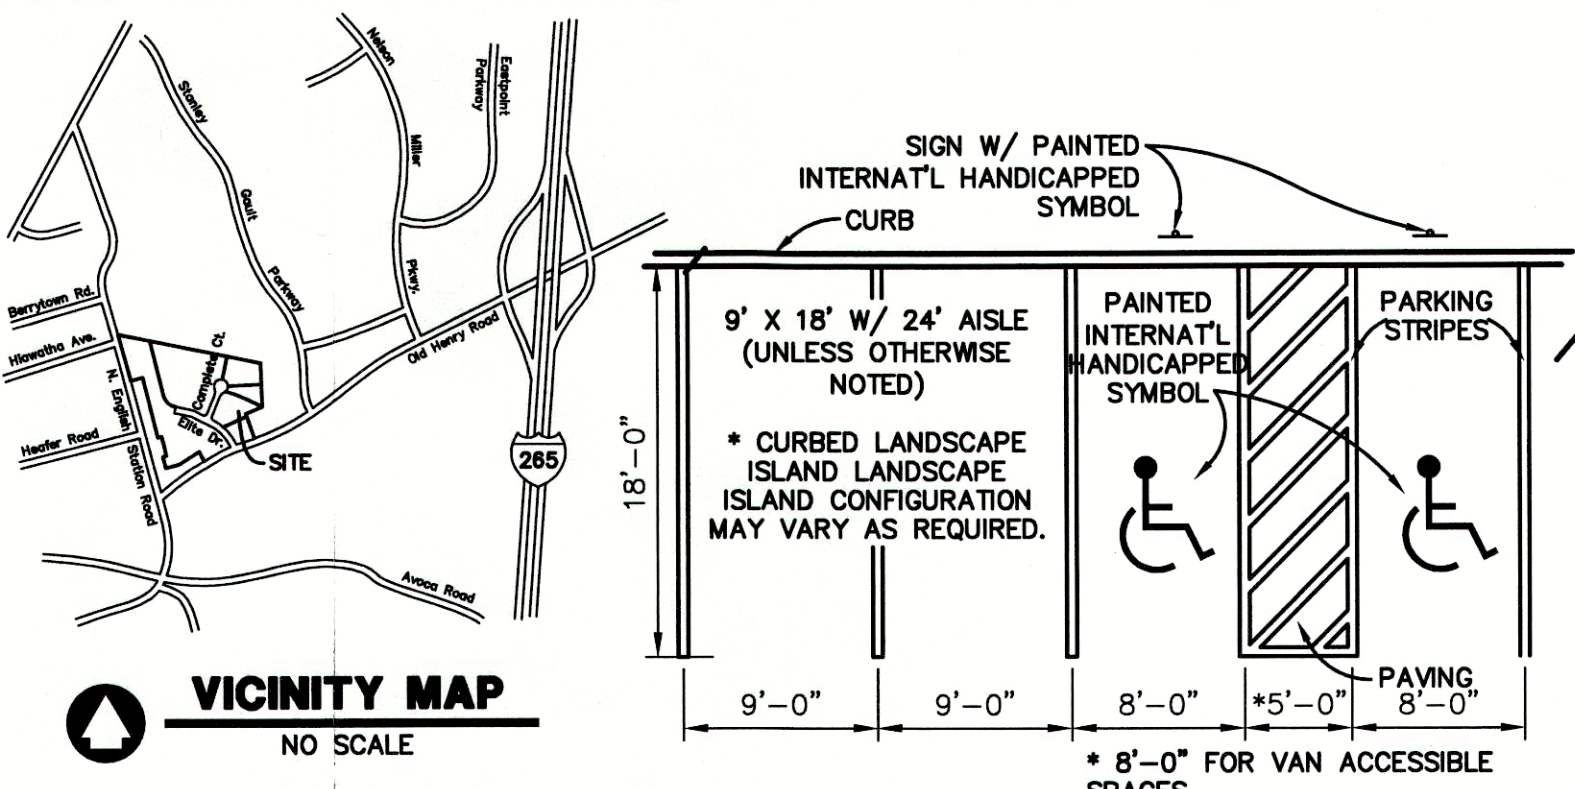 Nelson
Eastpoint
Parkway
Stanley
Miller
Gault
Parkway
Pkwy.
Berrytown Rd.
Hiawatha Ave.
Old Henry Road
Complete Ct.
N. English
Elite Dr.
Heafer Road
SITE
Station Road
265
Avoca Road
VICINITY MAP
NO SCALE
SIGN W/ PAINTED
INTERNAT'L HANDICAPPED
SYMBOL
CURB
9' X 18' W/ 24' AISLE
(UNLESS OTHERWISE
NOTED)
* CURBED LANDSCAPE
ISLAND LANDSCAPE
ISLAND CONFIGURATION
MAY VARY AS REQUIRED.
PAINTED
INTERNAT'L
HANDICAPPED
SYMBOL
PARKING
STRIPES
18'-0"
PAVING
9'-0" 9'-0" 8'-0" *5'-0" 8'-0"
* 8'-0" FOR VAN ACCESSIBLE
SPACES